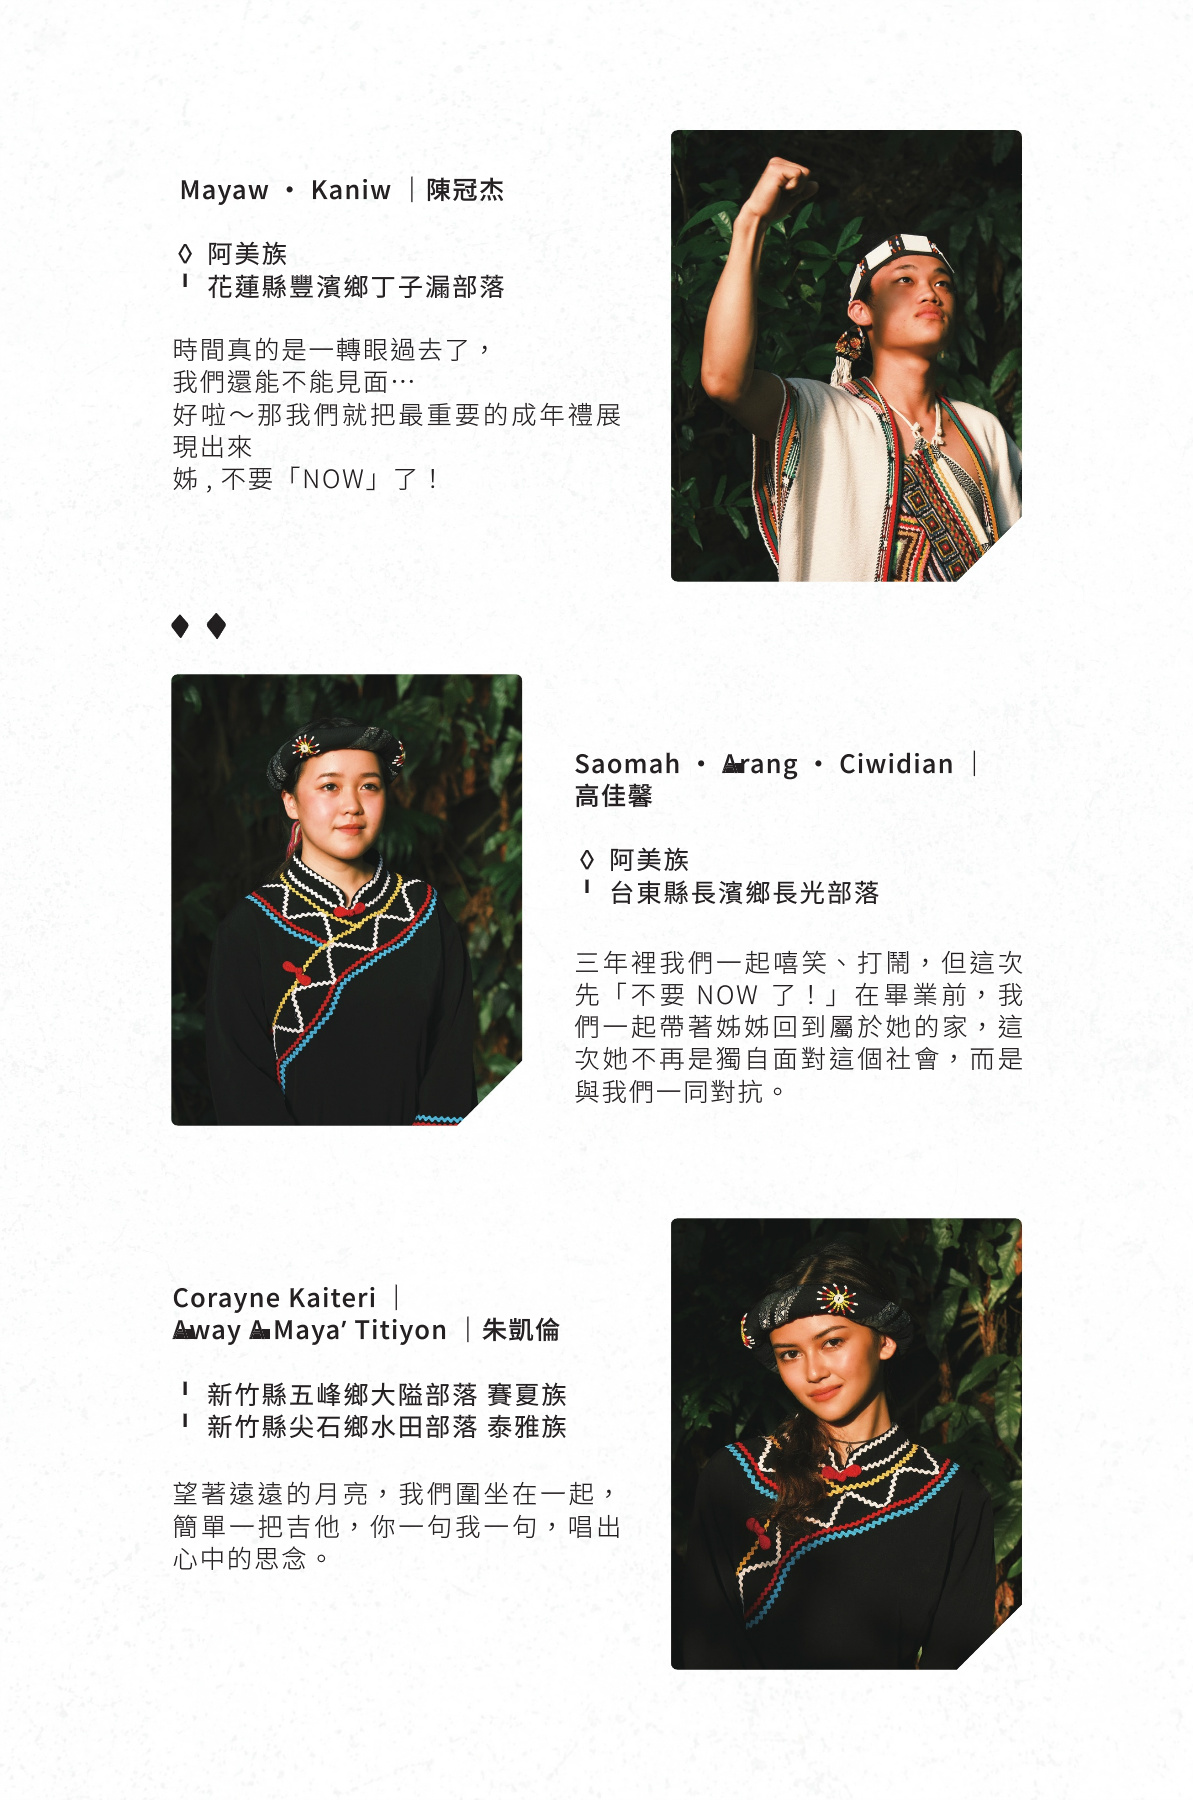 Mayaw ・ Kaniw ｜陳冠杰
◊ 阿美族
╹ 花蓮縣豐濱鄉丁子漏部落
時間真的是一轉眼過去了，
我們還能不能見面…
好啦～那我們就把最重要的成年禮展
現出來
姊 , 不要「NOW」了！
Saomah ・ Arang ・ Ciwidian ｜
高佳馨
◊ 阿美族
╹ 台東縣長濱鄉長光部落
三年裡我們一起嘻笑、打鬧，但這次
先「不要 NOW 了！」在畢業前，我
們一起帶著姊姊回到屬於她的家，這
次她不再是獨自面對這個社會，而是
與我們一同對抗。
Corayne Kaiteri ｜
Away A Maya’ Titiyon ｜朱凱倫
╹ 新竹縣五峰鄉大隘部落 賽夏族
╹ 新竹縣尖石鄉水田部落 泰雅族
望著遠遠的月亮，我們圍坐在一起，
簡單一把吉他，你一句我一句，唱出
心中的思念。